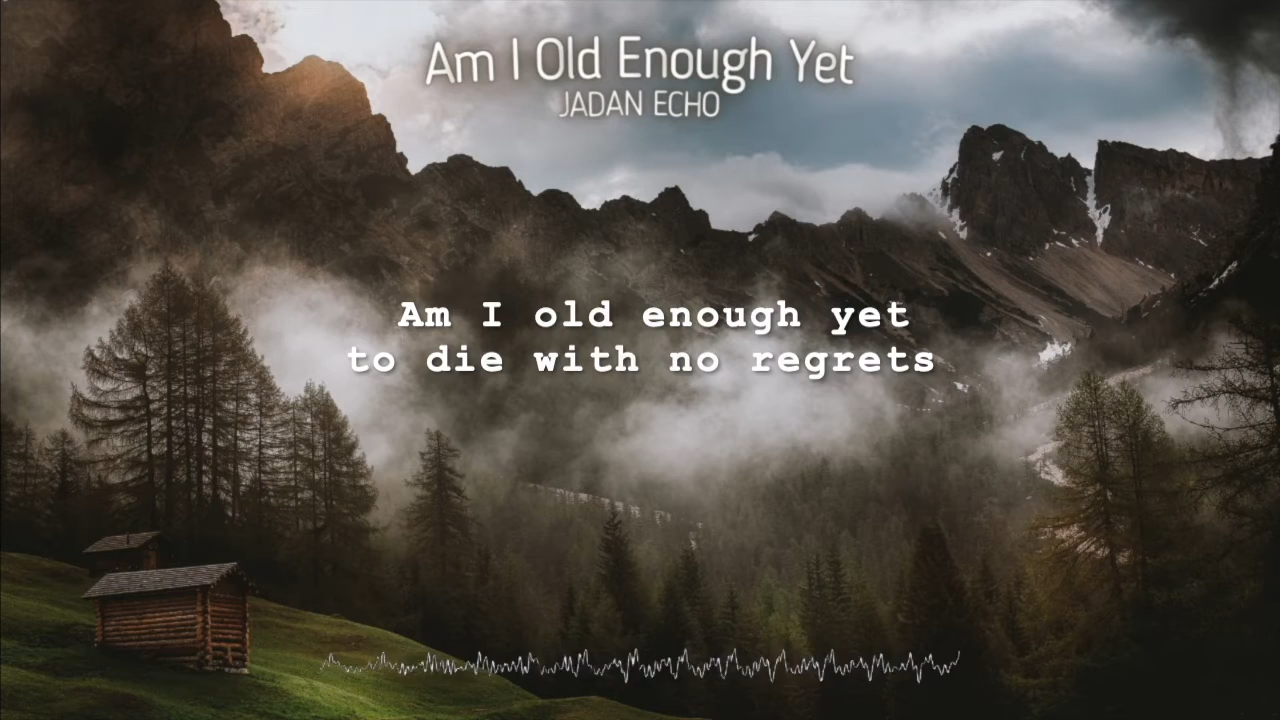 Am I Old Enough Yet
JADAN ECHO
Am I old enough yet
to die with no regrets